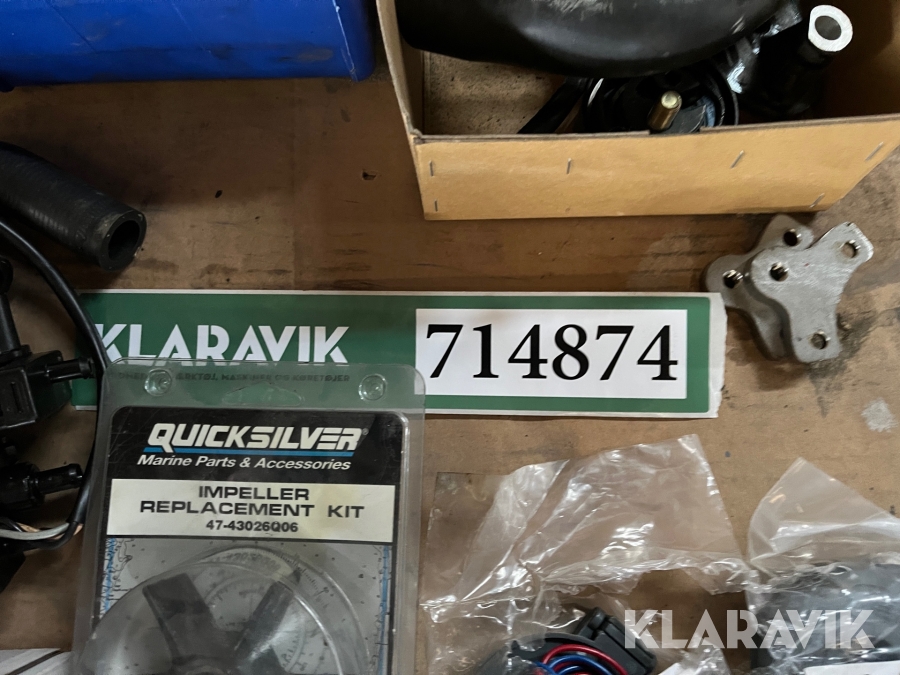 KLARAVIK
714874
QUICKSILVER
Marine Parts & Accessories
IMPELLER
REPLACEMENT KIT
47-43026Q06
KLARAVIK